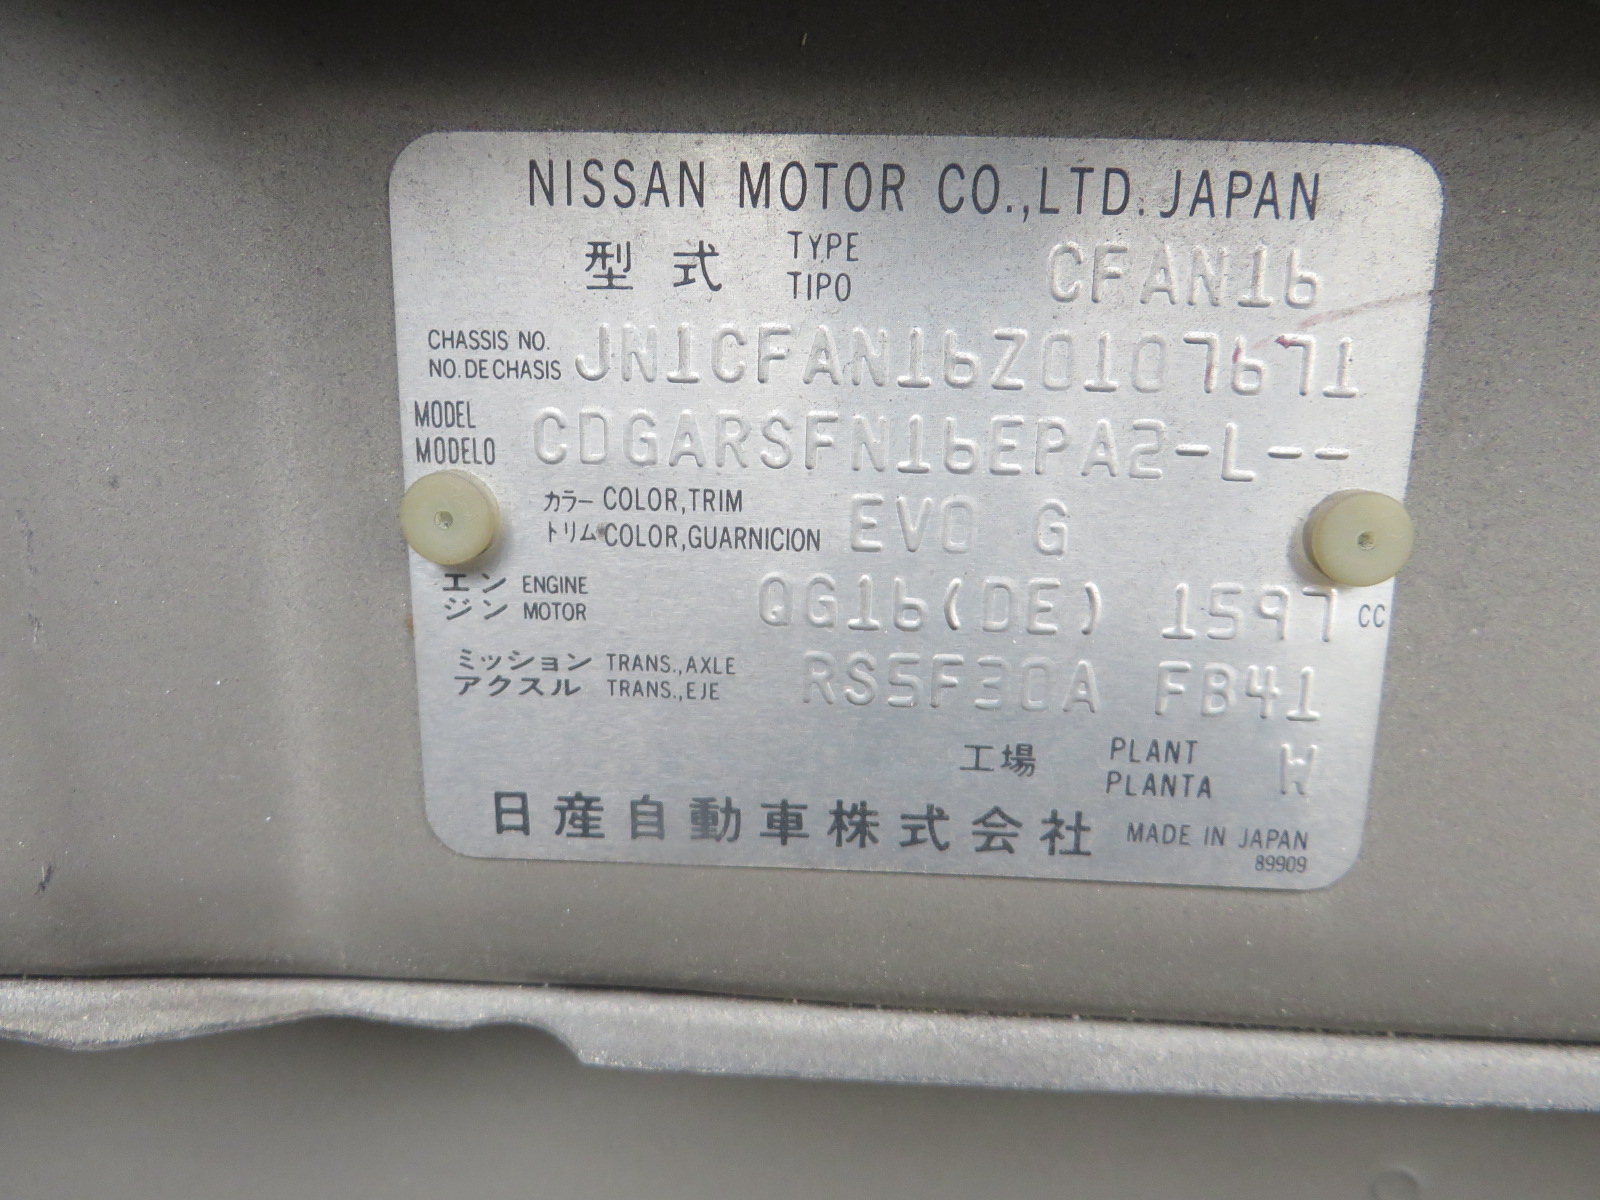 NISSAN MOTOR CO.,LTD. JAPAN
型式 TYPE CFAN16
TIPO
CHASSIS NO. JN1CFAN16Z0107671
NO. DE CHASIS
MODEL CDGARSFN16EPA2-L--
MODELO
カラー COLOR,TRIM EV0 G
トリム COLOR,GUARNICION
エン ENGINE QG16(DE) 1597 CC
ジン MOTOR
ミッション TRANS.,AXLE RS5F30A FB41
アクスル TRANS.,EJE
工場 PLANT W
PLANTA
日産自動車株式会社 MADE IN JAPAN
89909